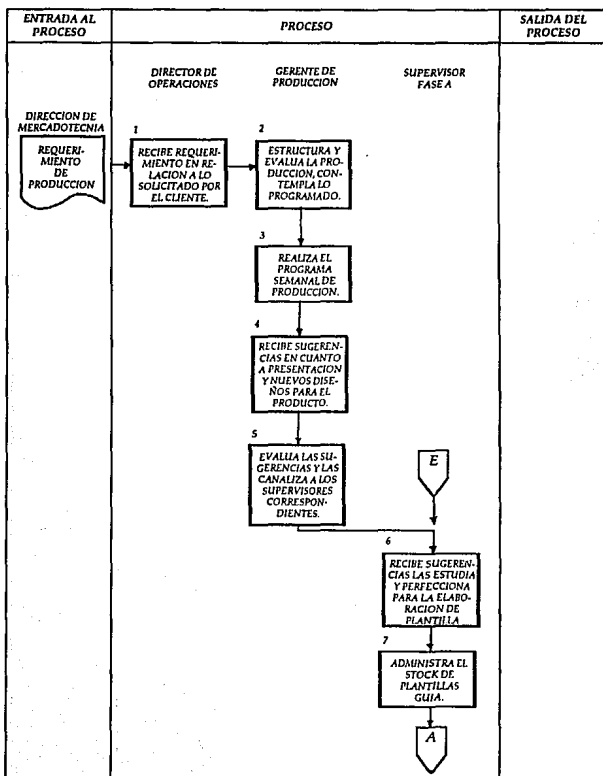 ENTRADA AL
PROCESO
PROCESO
SALIDA DEL
PROCESO
DIRECTOR DE
OPERACIONES
GERENTE DE
PRODUCCION
SUPERVISOR
FASE A
DIRECCION DE
MERCADOTECNIA
REQUERI-
MIENTO
DE
PRODUCCION
1
RECIBE REQUERI-
MIENTO EN RE-
LACION A LO
SOLICITADO POR
EL CLIENTE.
2
ESTRUCTURA Y
EVALUA LA PRO-
DUCCION, CON-
TEMPLA LO
PROGRAMADO.
3
REALIZA EL
PROGRAMA
SEMANAL DE
PRODUCCION.
4
RECIBE SUGEREN-
CIAS EN CUANTO
A PRESENTACION
Y NUEVOS DISE-
ÑOS PARA EL
PRODUCTO.
5
EVALUA LAS SU-
GERENCIAS Y LAS
CANALIZA A LOS
SUPERVISORES
CORRESPON-
DIENTES.
E
6
RECIBE SUGEREN-
CIAS LAS ESTUDIA
Y PERFECCIONA
PARA LA ELABO-
RACION DE
PLANTILLA
7
ADMINISTRA EL
STOCK DE
PLANTILLAS
GUIA.
A